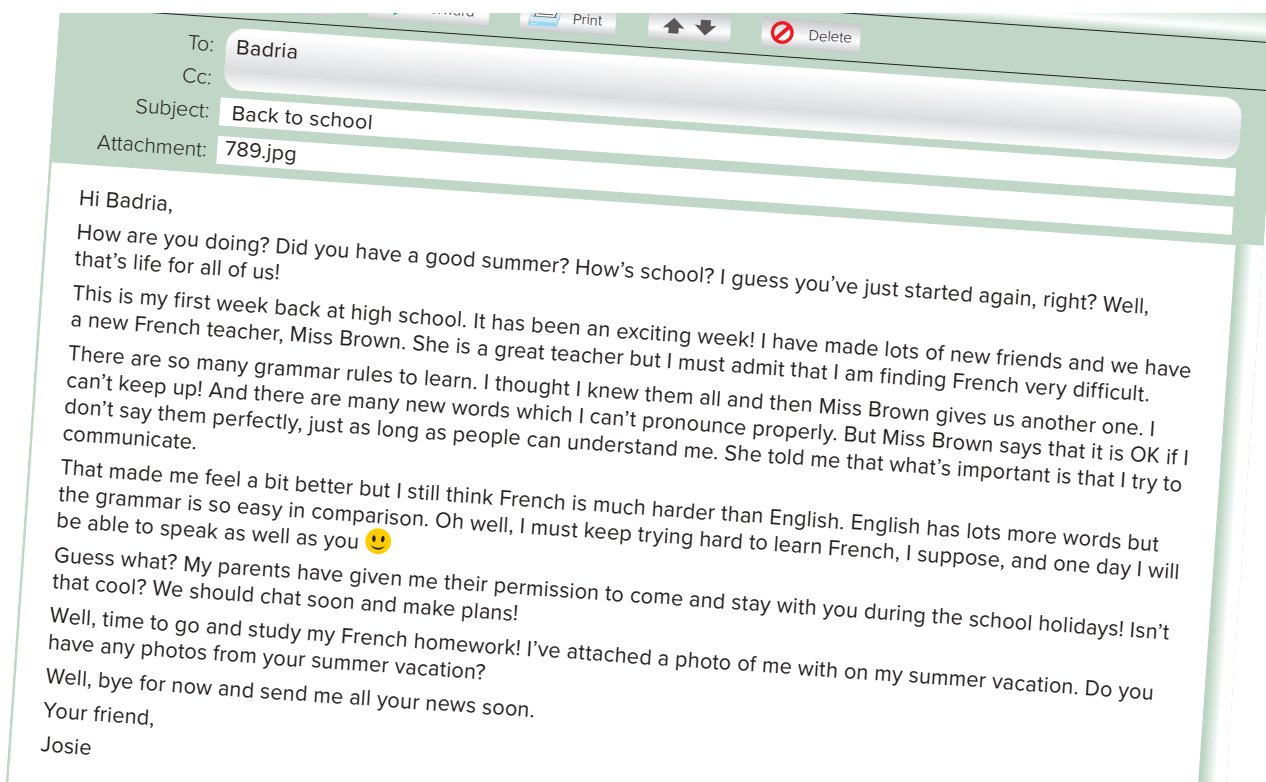 Print
Delete
To: Badria
Cc:
Subject: Back to school
Attachment: 789.jpg
Hi Badria,
How are you doing? Did you have a good summer? How's school? I guess you've just started again, right? Well,
that's life for all of us!
This is my first week back at high school. It has been an exciting week! I have made lots of new friends and we have
a new French teacher, Miss Brown. She is a great teacher but I must admit that I am finding French very difficult.
There are so many grammar rules to learn. I thought I knew them all and then Miss Brown gives us another one. I
can't keep up! And there are many new words which I can't pronounce properly. But Miss Brown says that it is OK if I
don't say them perfectly, just as long as people can understand me. She told me that what's important is that I try to
communicate.
That made me feel a bit better but I still think French is much harder than English. English has lots more words but
the grammar is so easy in comparison. Oh well, I must keep trying hard to learn French, I suppose, and one day I will
be able to speak as well as you
Guess what? My parents have given me their permission to come and stay with you during the school holidays! Isn't
that cool? We should chat soon and make plans!
Well, time to go and study my French homework! I've attached a photo of me with on my summer vacation. Do you
have any photos from your summer vacation?
Well, bye for now and send me all your news soon.
Your friend,
Josie